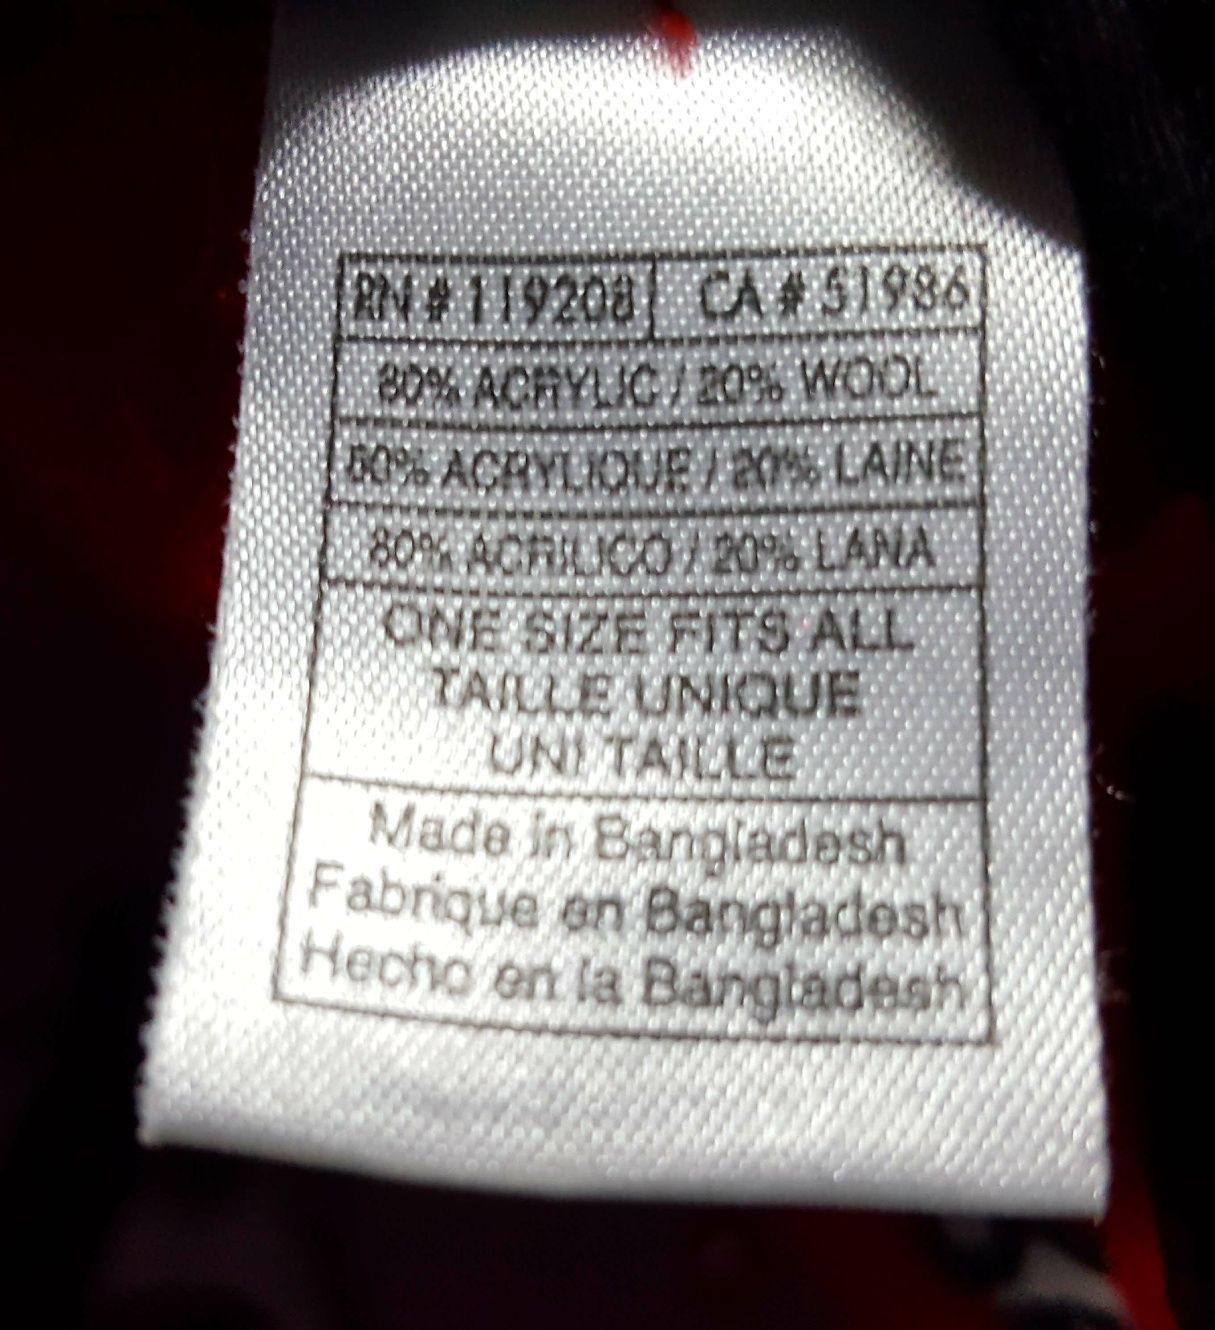 RN # 119208 CA # 51986
80% ACRYLIC / 20% WOOL
80% ACRYLIQUE / 20% LAINE
80% ACRILICO / 20% LANA
ONE SIZE FITS ALL
TAILLE UNIQUE
UNI TAILLE
Made in Bangladesh
Fabrique en Bangladesh
Hecho en la Bangladesh